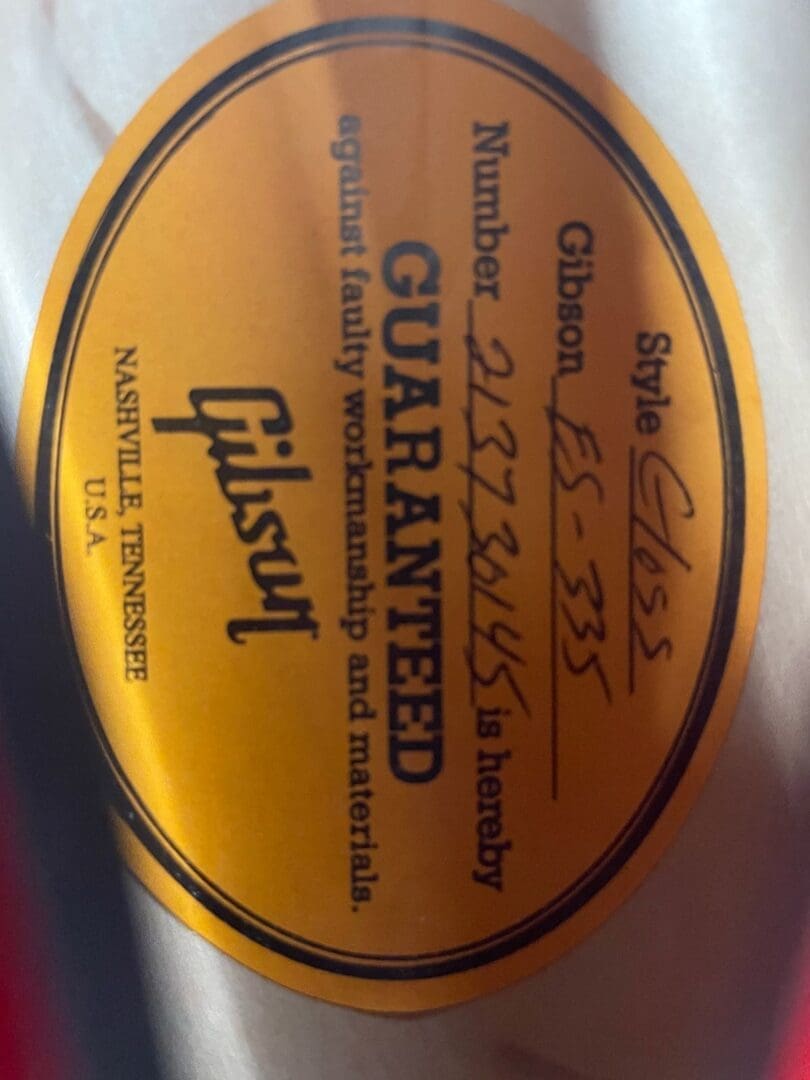 Style Gloss
Gibson ES-335
Number 213730145 is hereby
GUARANTEED
against faulty workmanship and materials.
Gibson
NASHVILLE, TENNESSEE
U.S.A.